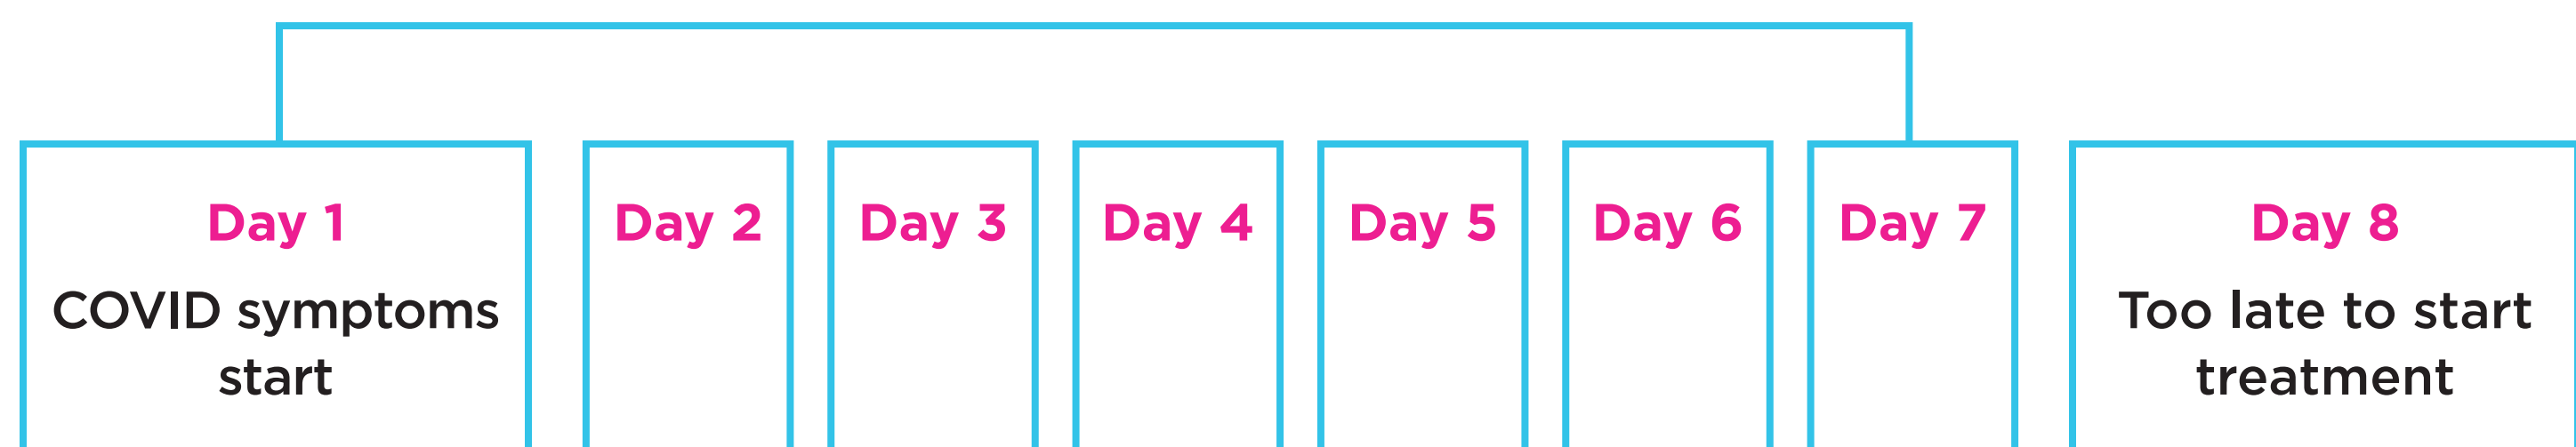 Day 1
COVID symptoms
start
Day 2
Day 3
Day 4
Day 5
Day 6
Day 7
Day 8
Too late to start
treatment